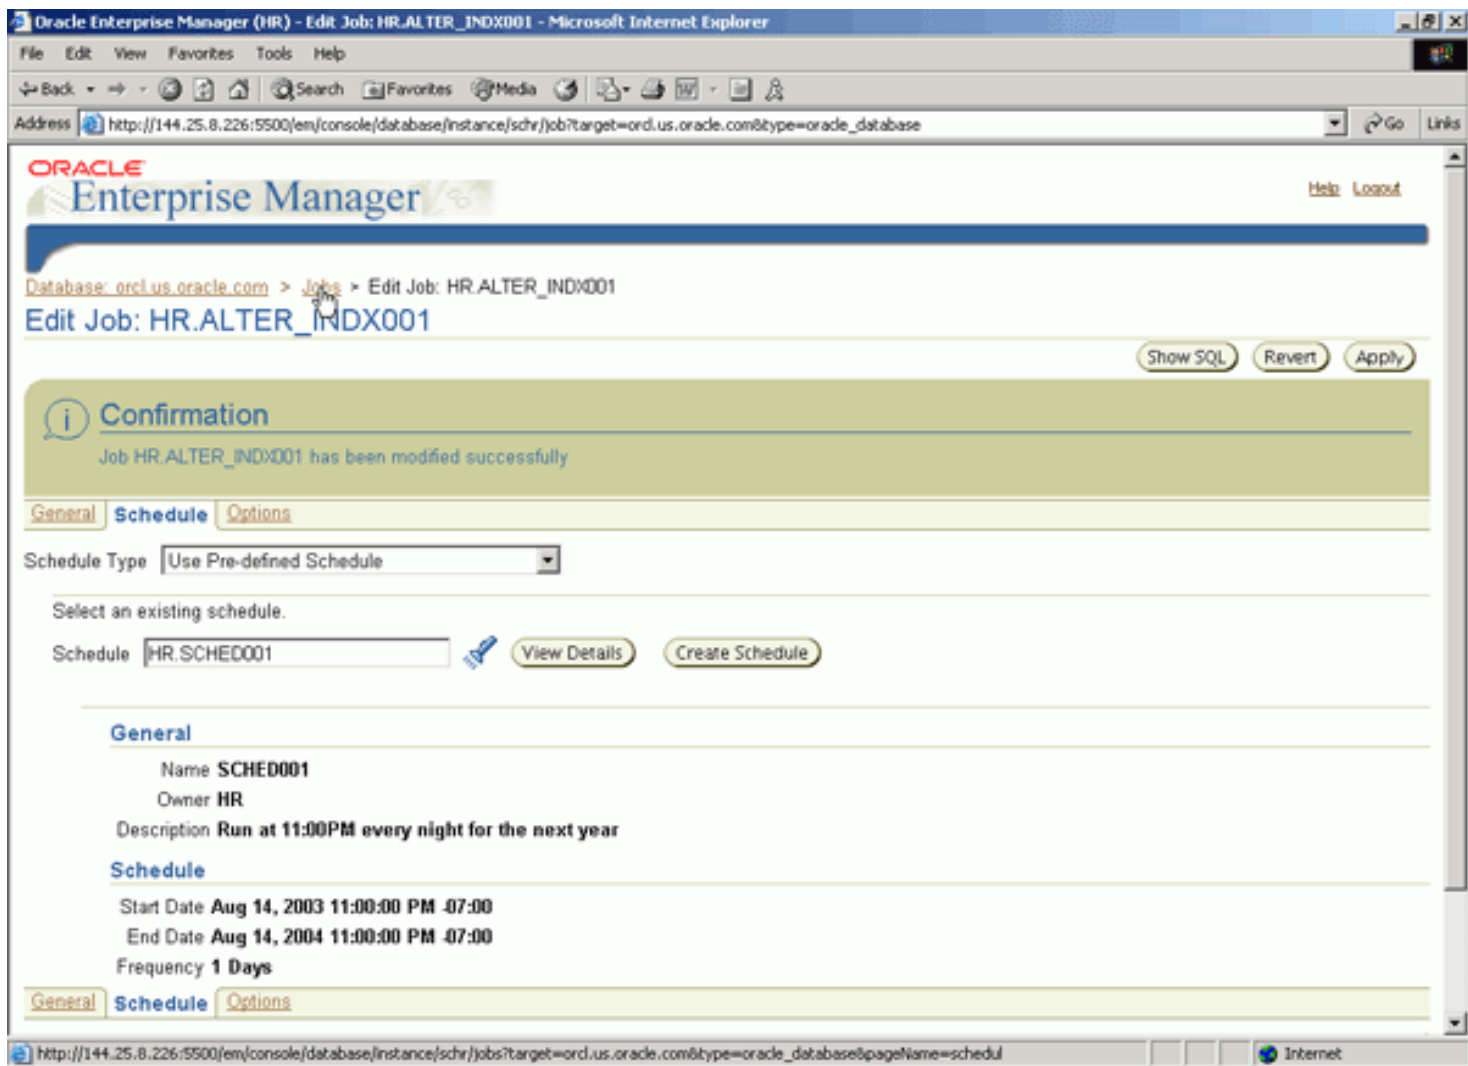 Oracle Enterprise Manager (HR) - Edit Job: HR.ALTER_INDX001 - Microsoft Internet Explorer
File Edit View Favorites Tools Help
Back Search Favorites Media
Address http://144.25.8.226:5500/em/console/database/instance/schr/job?target=orcl.us.oracle.com&type=oracle_database Go Links
ORACLE
Enterprise Manager
Help Logout
Database: orcl.us.oracle.com > Jobs > Edit Job: HR.ALTER_INDX001
Edit Job: HR.ALTER_INDX001
Show SQL Revert Apply
Confirmation
Job HR.ALTER_INDX001 has been modified successfully
General Schedule Options
Schedule Type Use Pre-defined Schedule
Select an existing schedule.
Schedule HR.SCHED001 View Details Create Schedule
General
Name SCHED001
Owner HR
Description Run at 11:00PM every night for the next year
Schedule
Start Date Aug 14, 2003 11:00:00 PM -07:00
End Date Aug 14, 2004 11:00:00 PM -07:00
Frequency 1 Days
General Schedule Options
http://144.25.8.226:5500/em/console/database/instance/schr/jobs?target=orcl.us.oracle.com&type=oracle_database&pageName=schedul Internet